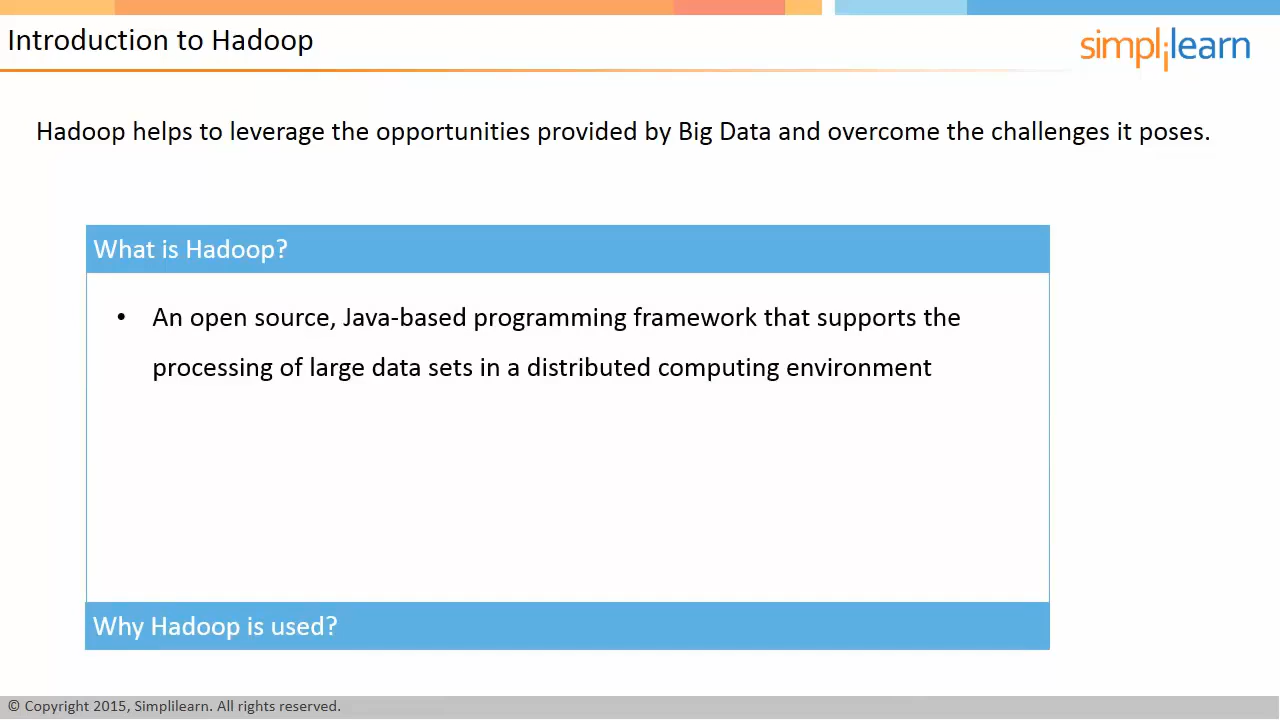 Introduction to Hadoop
simplilearn
Hadoop helps to leverage the opportunities provided by Big Data and overcome the challenges it poses.
What is Hadoop?
• An open source, Java-based programming framework that supports the
processing of large data sets in a distributed computing environment
Why Hadoop is used?
© Copyright 2015, Simplilearn. All rights reserved.